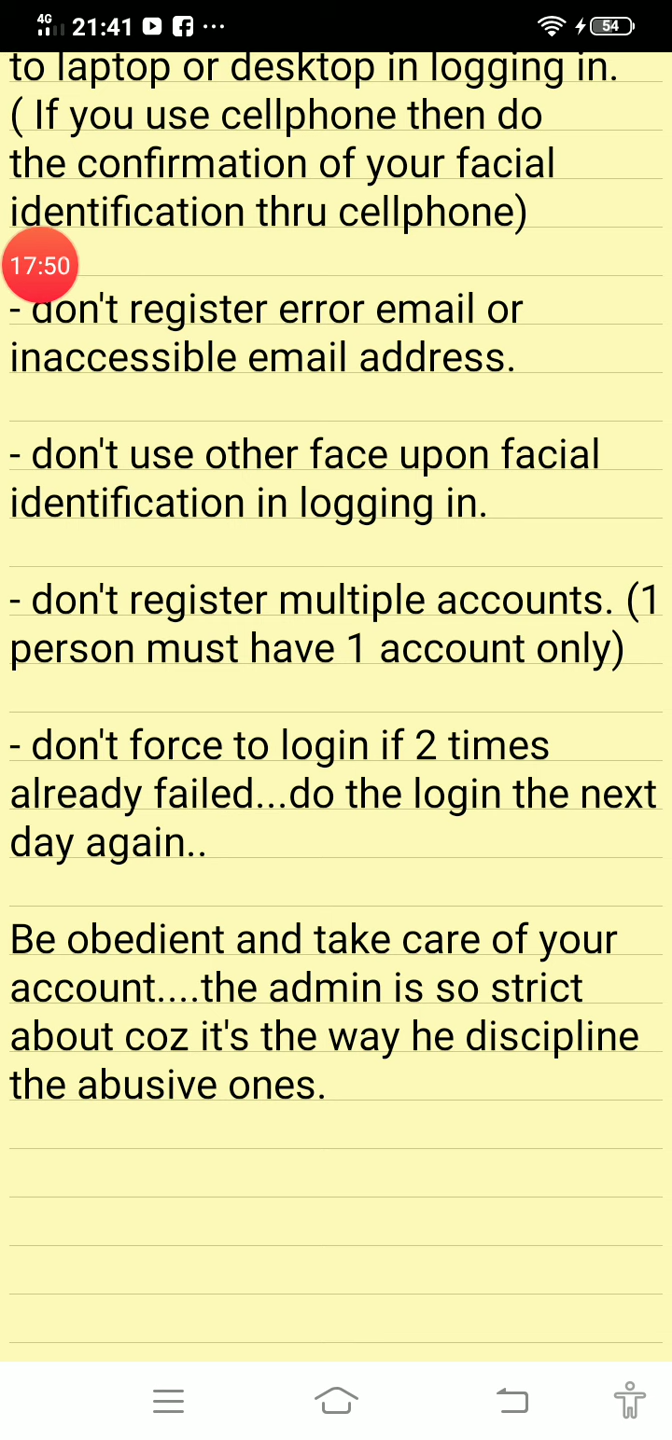 4G 21:41 54
to laptop or desktop in logging in.
( If you use cellphone then do
the confirmation of your facial
identification thru cellphone)
17:50
- don't register error email or
inaccessible email address.
- don't use other face upon facial
identification in logging in.
- don't register multiple accounts. (1
person must have 1 account only)
- don't force to login if 2 times
already failed...do the login the next
day again..
Be obedient and take care of your
account....the admin is so strict
about coz it's the way he discipline
the abusive ones.